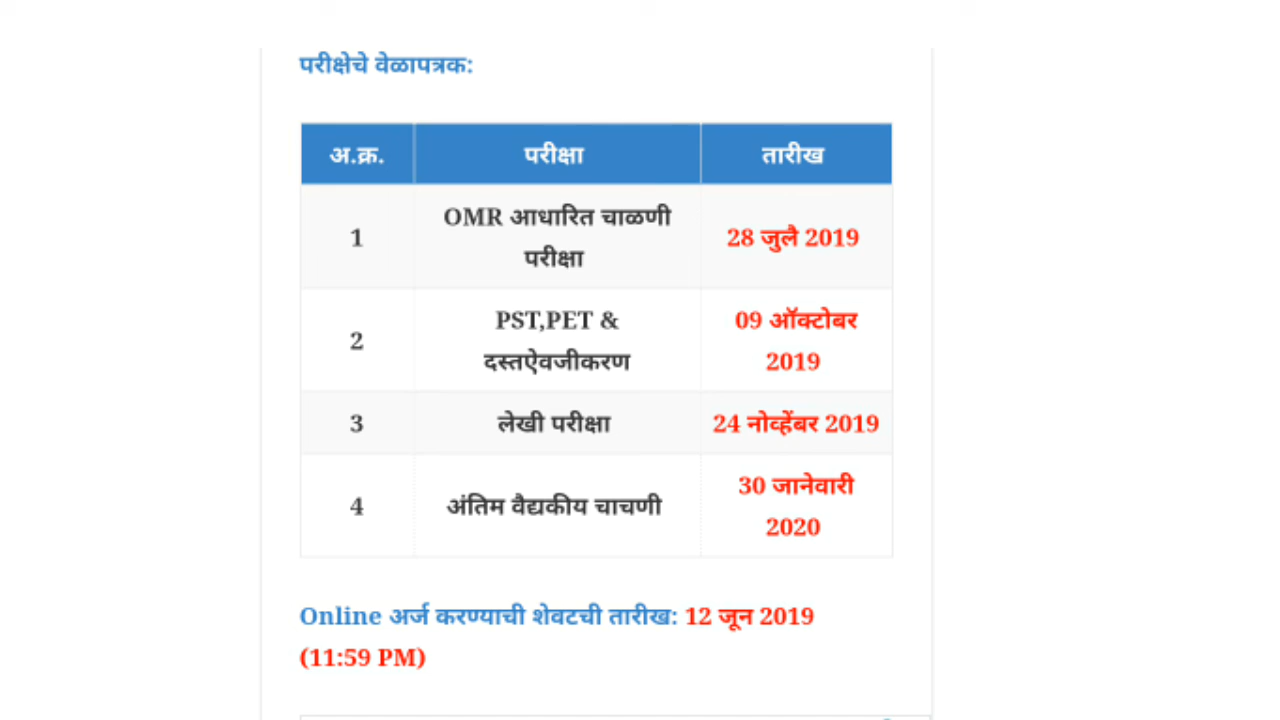 परीक्षेचे वेळापत्रक:
अ.क्र. परीक्षा तारीख
1 OMR आधारित चाळणी परीक्षा 28 जुलै 2019
2 PST,PET & दस्तऐवजीकरण 09 ऑक्टोबर 2019
3 लेखी परीक्षा 24 नोव्हेंबर 2019
4 अंतिम वैद्यकीय चाचणी 30 जानेवारी 2020
Online अर्ज करण्याची शेवटची तारीख: 12 जून 2019
(11:59 PM)